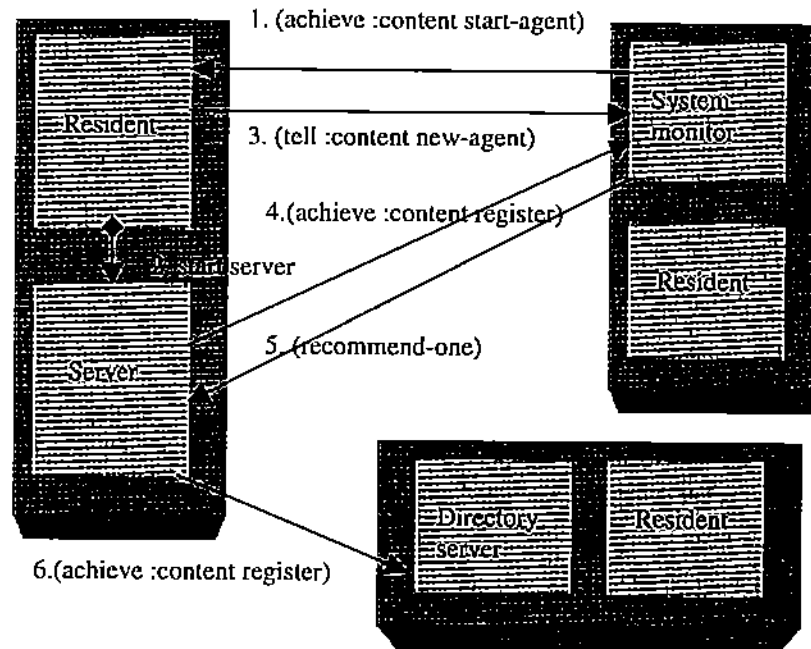 1. (achieve :content start-agent)
Resident
System
monitor
3. (tell :content new-agent)
4.(achieve :content register)
start server
Resident
5. (recommend-one)
Server
Directory
server
Resident
6.(achieve :content register)